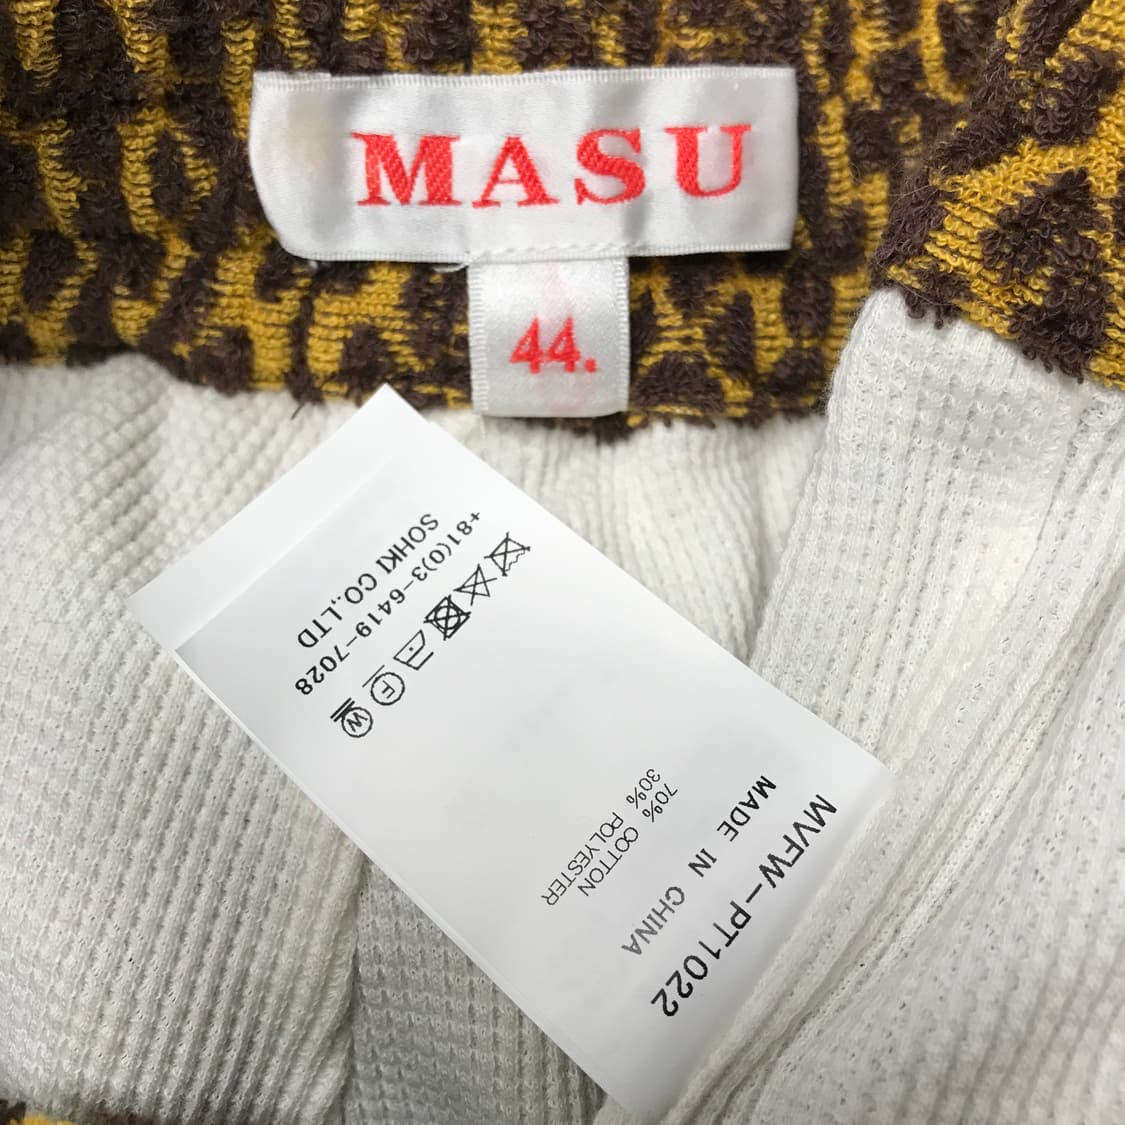 MASU
44.
SOHKI CO.,LTD
+81(0)3-6419-7028
F
W
MVFW-PT1022
MADE IN CHINA
70% COTTON
30% POLYESTER